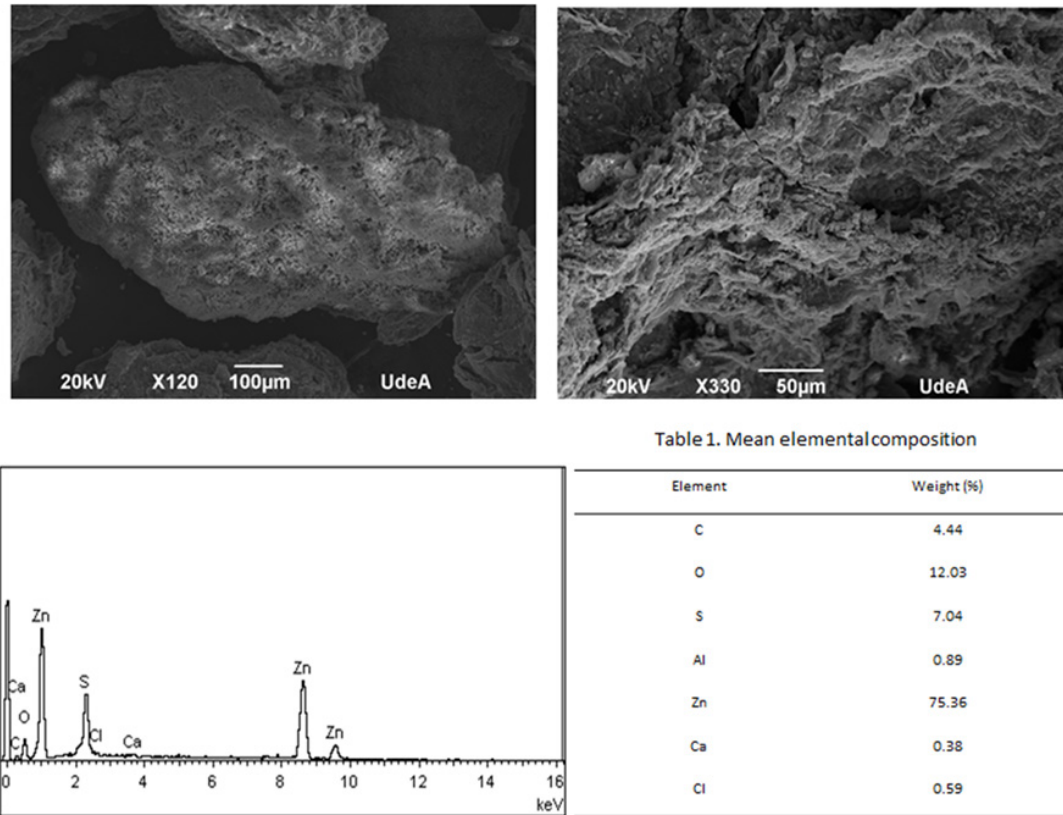 20kV X120 100µm UdeA
20kV X330 50µm UdeA
Table 1. Mean elemental composition
Element Weight (%)
C 4.44
O 12.03
S 7.04
Al 0.89
Zn 75.36
Ca 0.38
Cl 0.59
Zn
Ca
O
C
S
Cl
Ca
Zn
Zn
0 2 4 6 8 10 12 14 16
keV